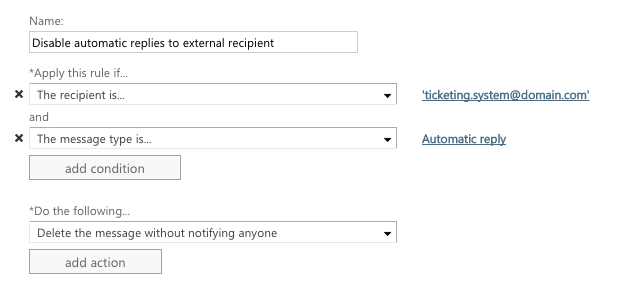 Name:
Disable automatic replies to external recipient
*Apply this rule if...
The recipient is... 'ticketing.system@domain.com'
and
The message type is... Automatic reply
add condition
*Do the following...
Delete the message without notifying anyone
add action